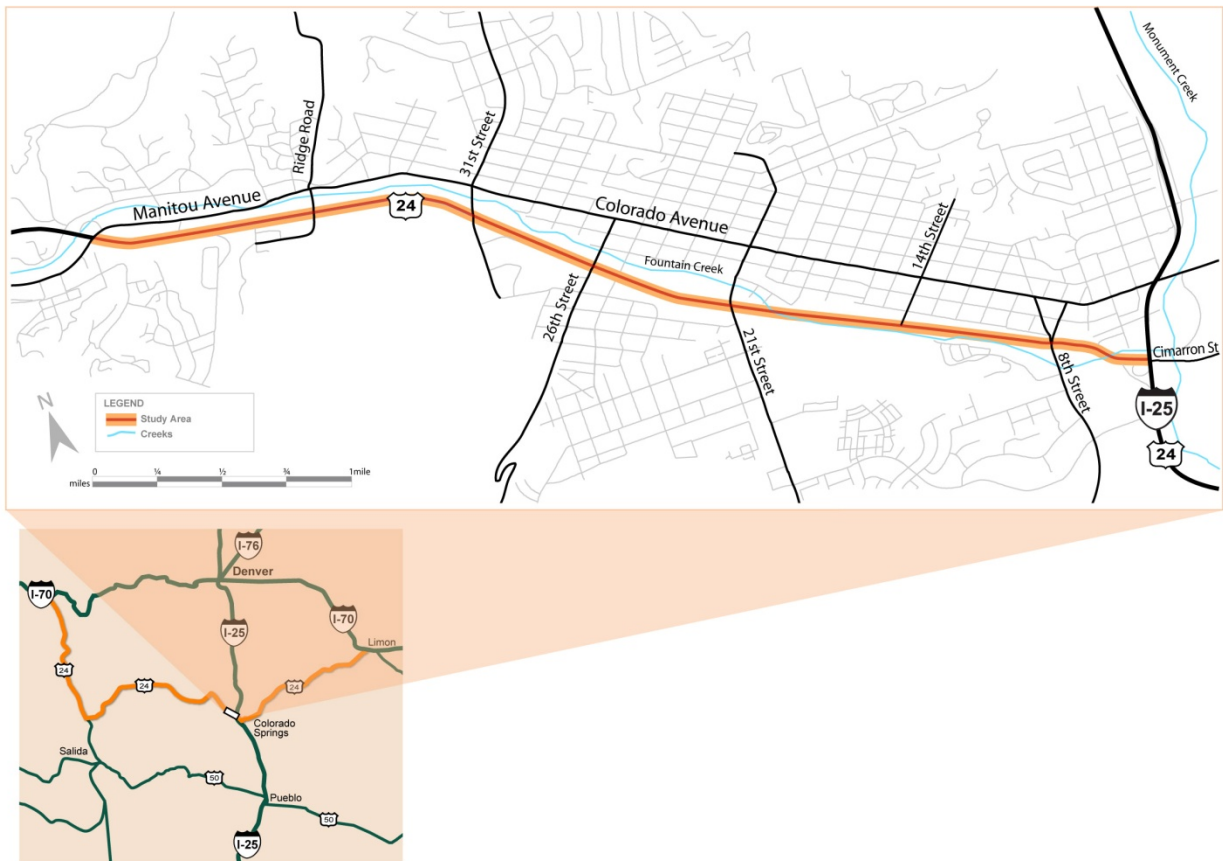 Monument Creek
Ridge Road
31st Street
Manitou Avenue
24
Colorado Avenue
14th Street
Fountain Creek
26th Street
21st Street
8th Street
Cimarron St
I-25
24
N
LEGEND
Study Area
Creeks
0 ¼ ½ ¾ 1mile
miles
I-76
Denver
I-70
I-25
I-70
Limon
24
24
24
Colorado
Springs
Salida
50
Pueblo
50
I-25